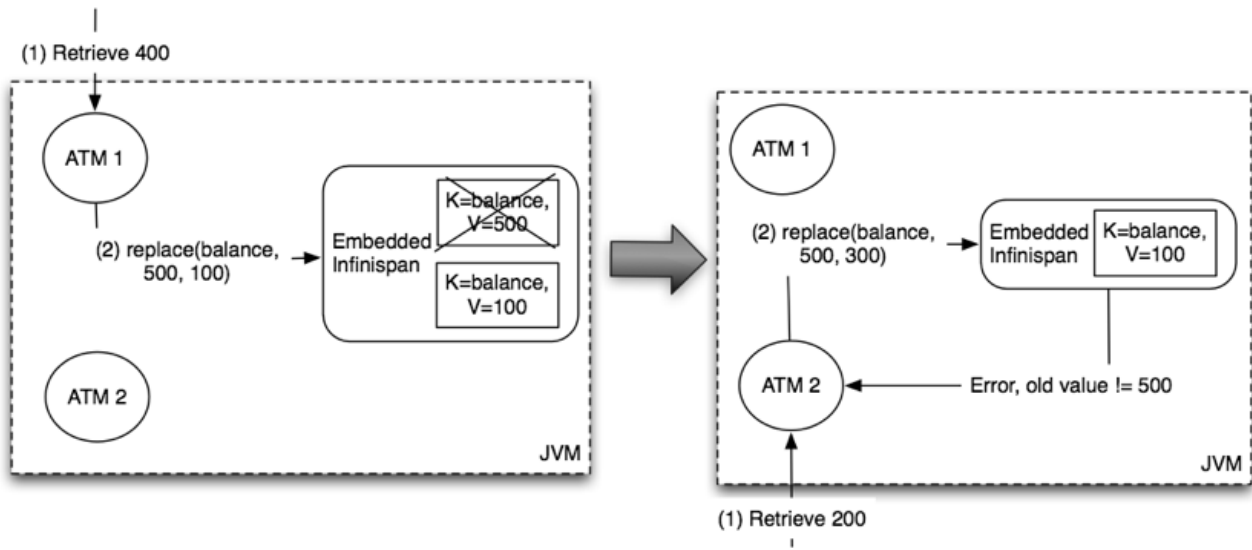 (1) Retrieve 400
ATM 1
(2) replace(balance,
500, 100)
Embedded
Infinispan
K=balance,
V=500
K=balance,
V=100
ATM 2
JVM
ATM 1
(2) replace(balance,
500, 300)
Embedded
Infinispan
K=balance,
V=100
ATM 2
Error, old value != 500
JVM
(1) Retrieve 200